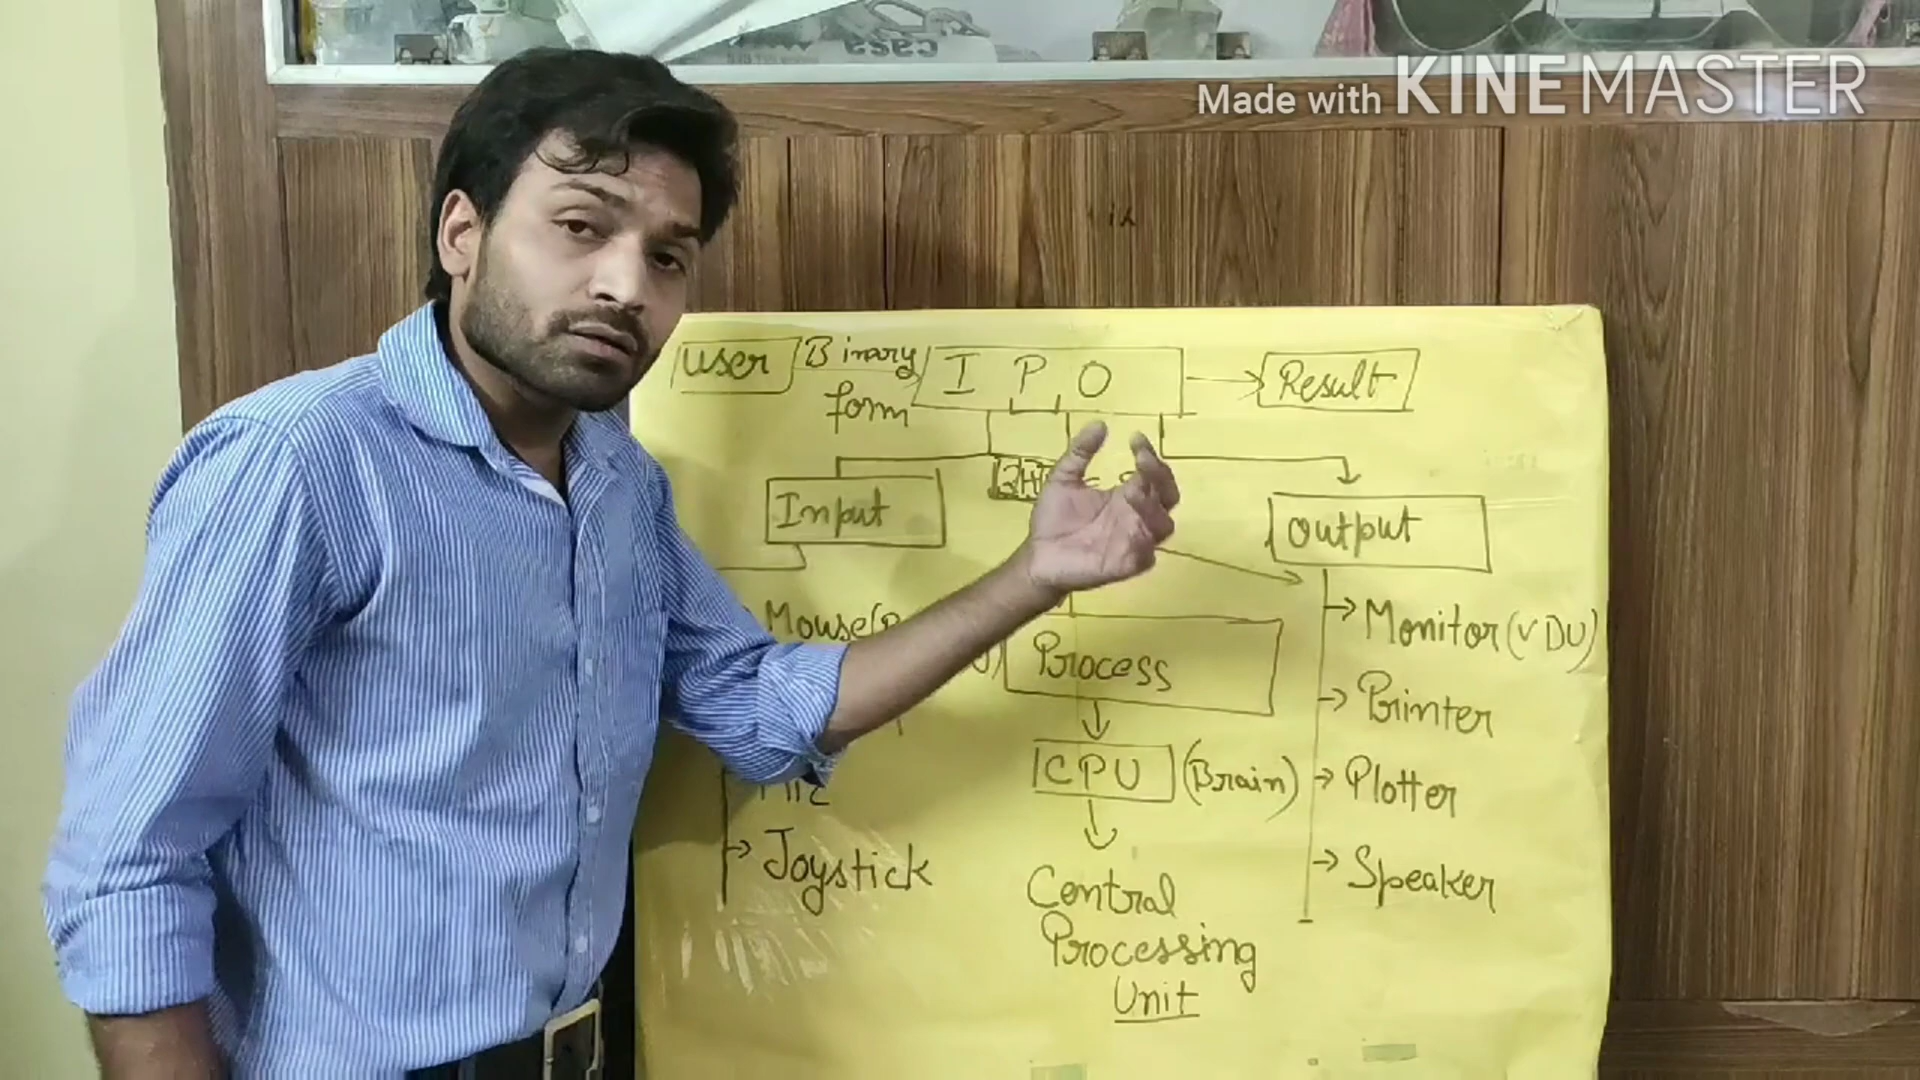 Made with KINEMASTER
User
Binary
form
I P O
Result
Input
Output
Mouse
Process
Monitor (VDU)
Printer
CPU (Brain)
Plotter
Joystick
Speaker
Central
Processing
Unit